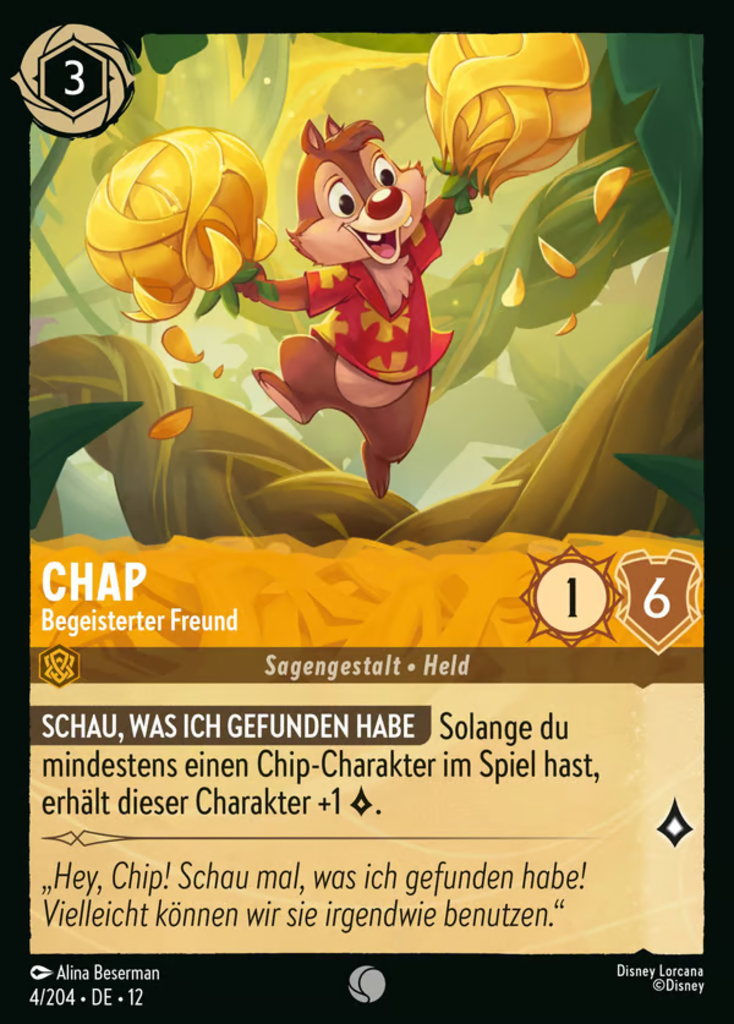 3
CHAP
Begeisterter Freund
1
6
Sagengestalt • Held
SCHAU, WAS ICH GEFUNDEN HABE Solange du
mindestens einen Chip-Charakter im Spiel hast,
erhält dieser Charakter +1 .
„Hey, Chip! Schau mal, was ich gefunden habe!
Vielleicht können wir sie irgendwie benutzen.“
Alina Beserman
4/204 • DE • 12
Disney Lorcana
©Disney